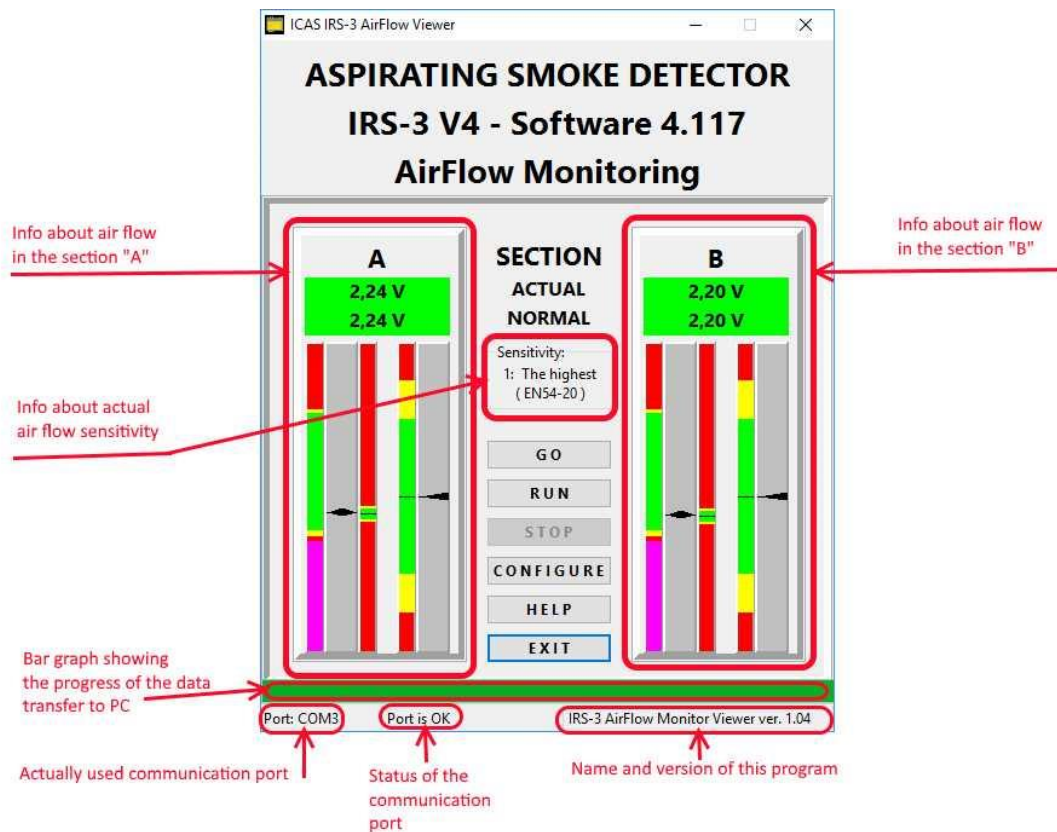 ICAS IRS-3 AirFlow Viewer
ASPIRATING SMOKE DETECTOR
IRS-3 V4 - Software 4.117
AirFlow Monitoring
Info about air flow
in the section "A"
Info about air flow
in the section "B"
A
SECTION
B
2,24 V
ACTUAL
2,20 V
2,24 V
NORMAL
2,20 V
Sensitivity:
1: The highest
( EN54-20 )
Info about actual
air flow sensitivity
GO
RUN
STOP
CONFIGURE
HELP
EXIT
Bar graph showing
the progress of the data
transfer to PC
Port: COM3
Port is OK
IRS-3 AirFlow Monitor Viewer ver. 1.04
Actually used communication port
Status of the
communication
port
Name and version of this program